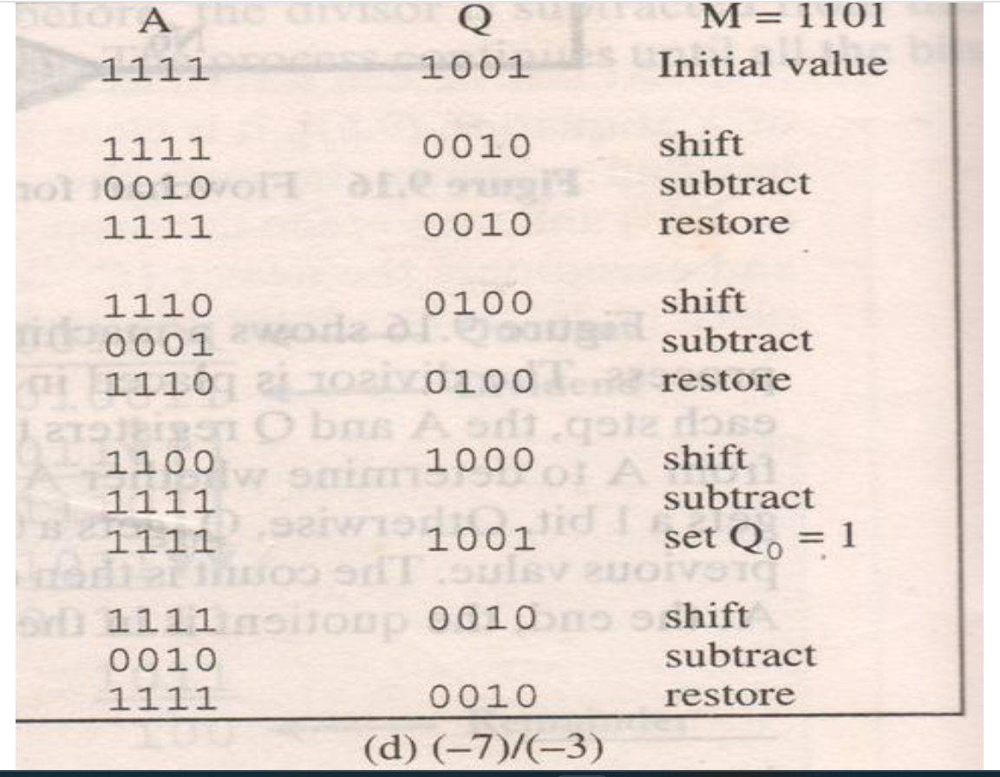 A Q M = 1101
1111 1001 Initial value
1111 0010 shift
0010 subtract
1111 0010 restore
1110 0100 shift
0001 subtract
1110 0100 restore
1100 1000 shift
1111 subtract
1111 1001 set Q₀ = 1
1111 0010 shift
0010 subtract
1111 0010 restore
(d) (−7)/(−3)